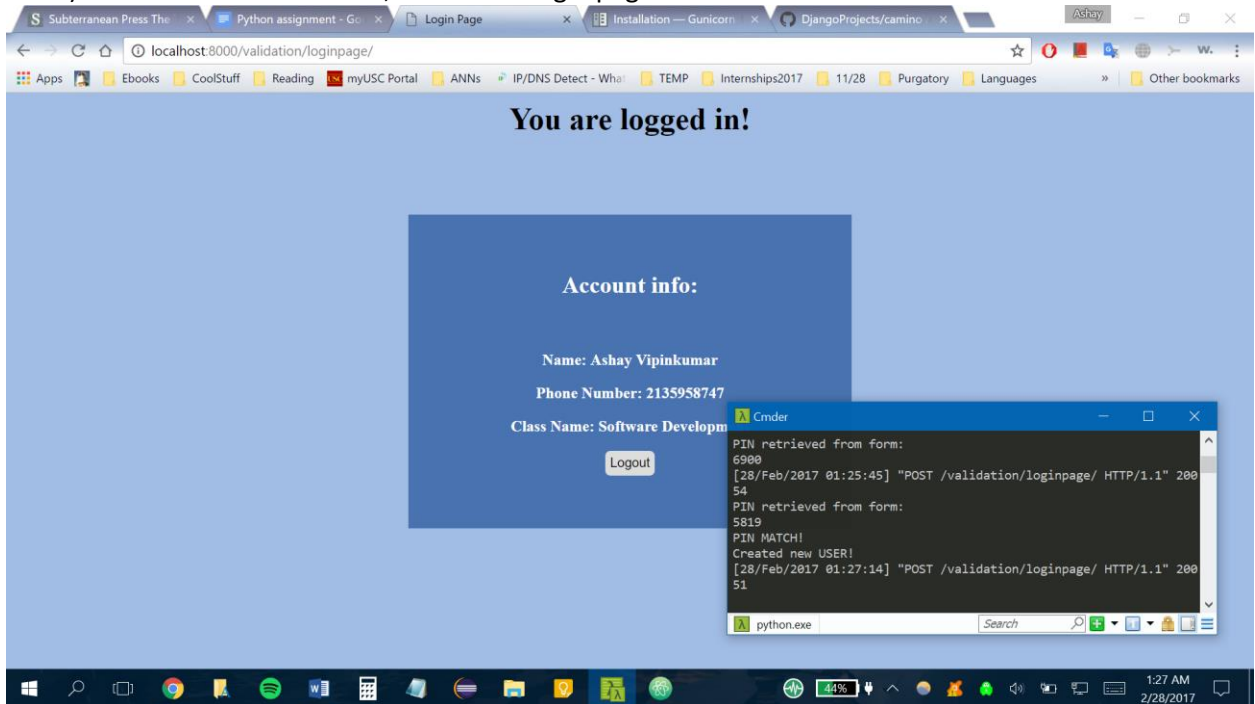 Subterranean Press The
Python assignment - Go
Login Page
Installation — Gunicorn
DjangoProjects/camino
Ashay
localhost:8000/validation/loginpage/
W.
Apps
Ebooks
CoolStuff
Reading
myUSC Portal
ANNs
IP/DNS Detect - What
TEMP
Internships2017
11/28
Purgatory
Languages
»
Other bookmarks
You are logged in!
Account info:
Name: Ashay Vipinkumar
Phone Number: 2135958747
Class Name: Software Developm
Logout
Cmder
PIN retrieved from form:
6900
[28/Feb/2017 01:25:45] "POST /validation/loginpage/ HTTP/1.1" 200
54
PIN retrieved from form:
5819
PIN MATCH!
Created new USER!
[28/Feb/2017 01:27:14] "POST /validation/loginpage/ HTTP/1.1" 200
51
python.exe
Search
44%
1:27 AM
2/28/2017